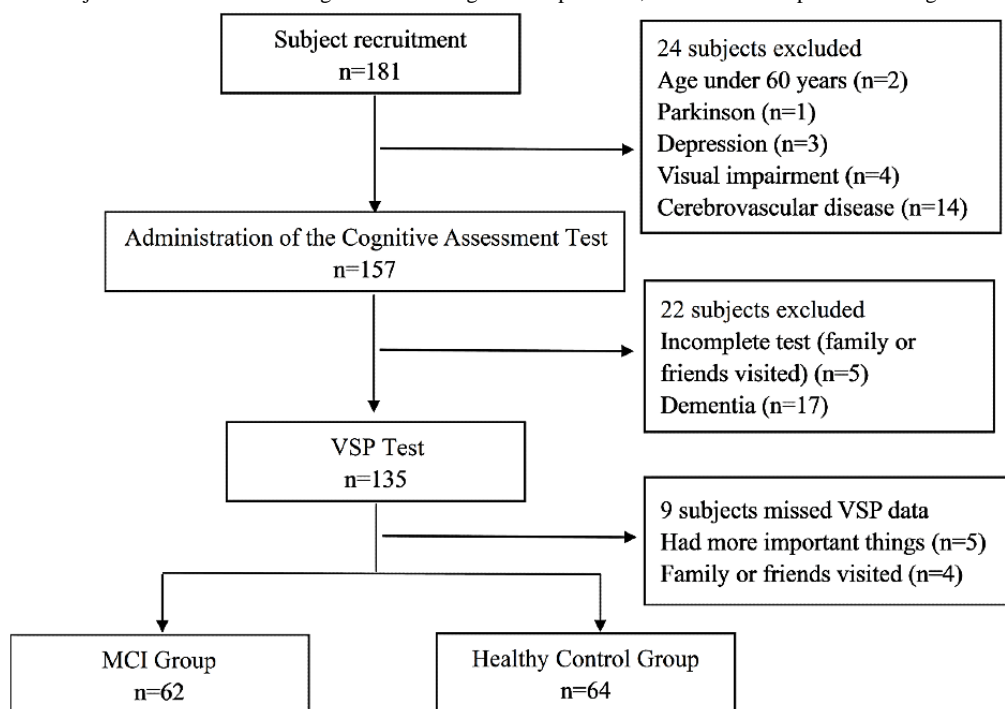 Subject recruitment
n=181
24 subjects excluded
Age under 60 years (n=2)
Parkinson (n=1)
Depression (n=3)
Visual impairment (n=4)
Cerebrovascular disease (n=14)
Administration of the Cognitive Assessment Test
n=157
22 subjects excluded
Incomplete test (family or
friends visited) (n=5)
Dementia (n=17)
VSP Test
n=135
9 subjects missed VSP data
Had more important things (n=5)
Family or friends visited (n=4)
MCI Group
n=62
Healthy Control Group
n=64